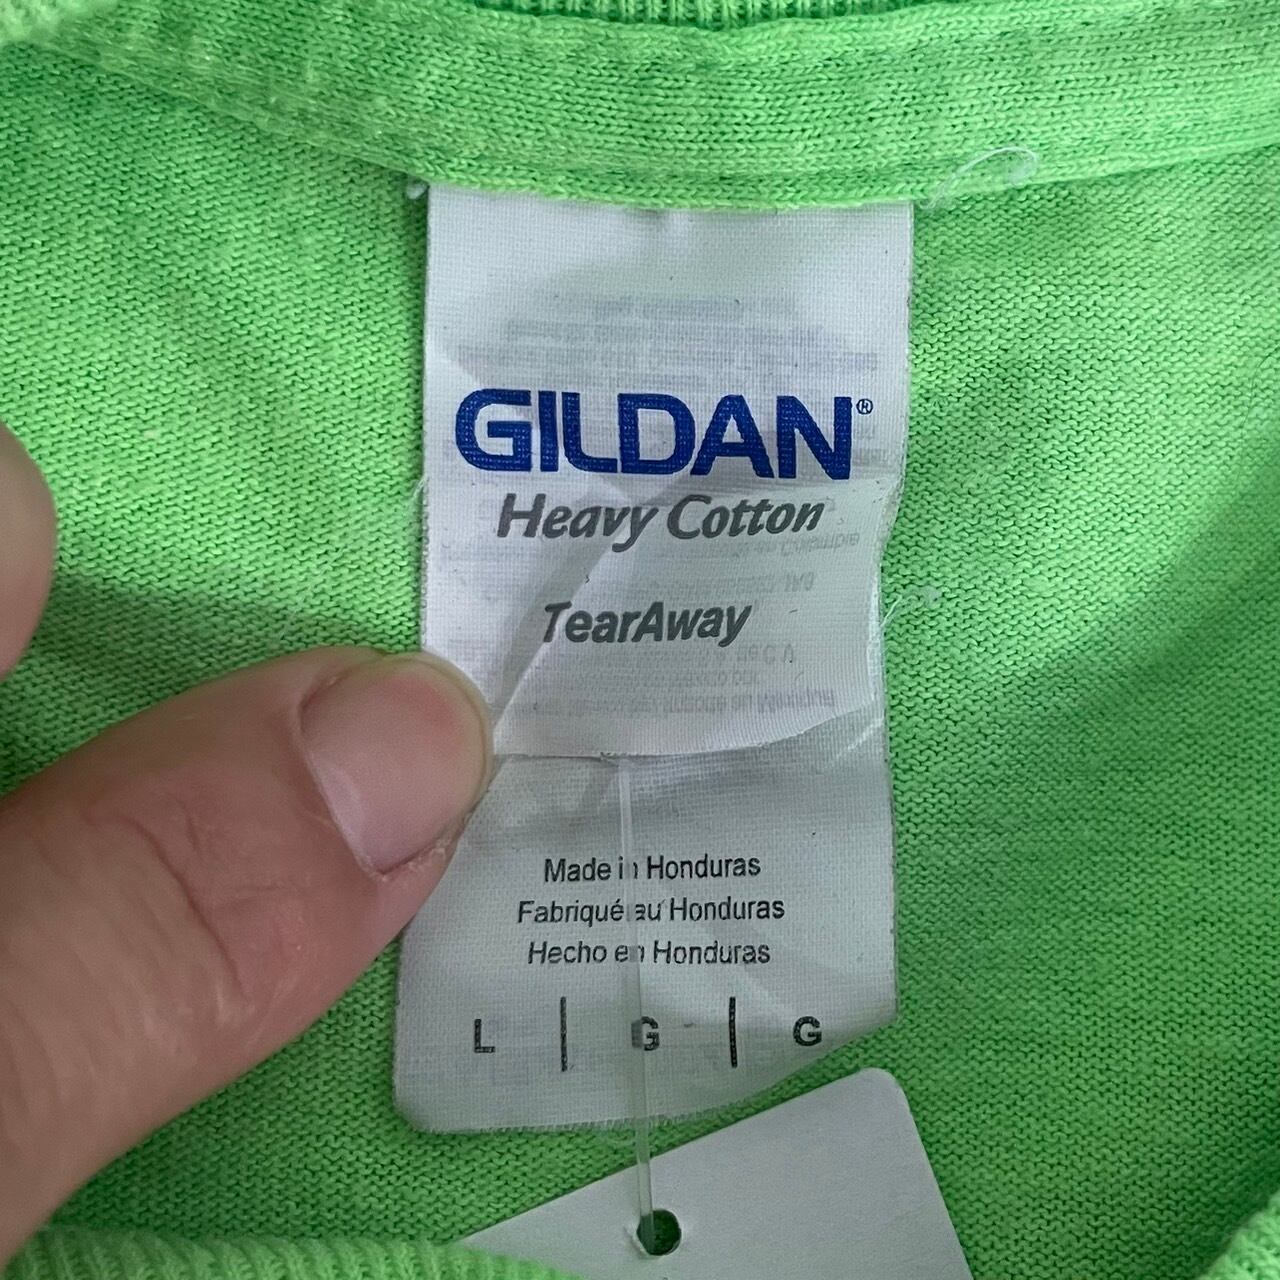 GILDAN®
Heavy Cotton
TearAway
Made in Honduras
Fabriqué au Honduras
Hecho en Honduras
L | G | G